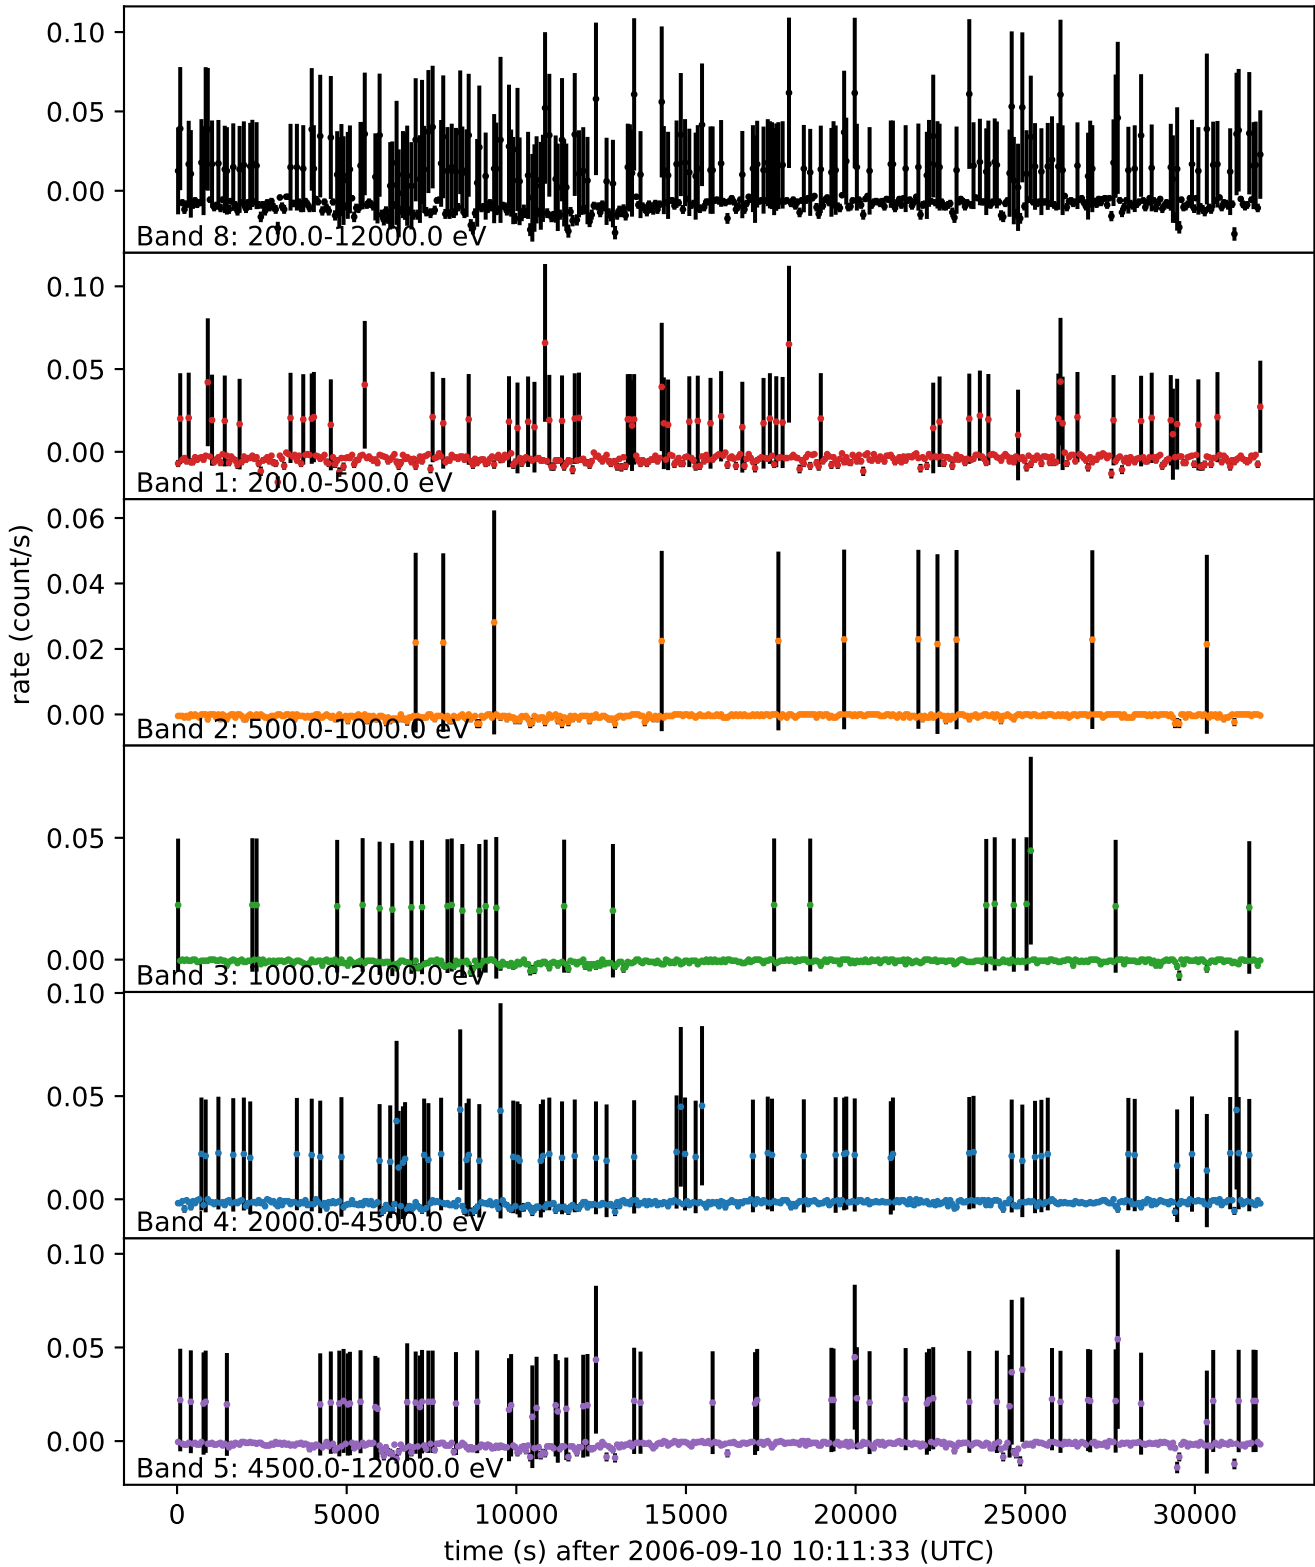 0.10
0.05
0.00
Band 8: 200.0-12000.0 eV
0.10
0.05
0.00
Band 1: 200.0-500.0 eV
0.06
0.04
0.02
0.00
Band 2: 500.0-1000.0 eV
rate (count/s)
0.05
0.00
Band 3: 1000.0-2000.0 eV
0.10
0.05
0.00
Band 4: 2000.0-4500.0 eV
0.10
0.05
0.00
Band 5: 4500.0-12000.0 eV
0 5000 10000 15000 20000 25000 30000
time (s) after 2006-09-10 10:11:33 (UTC)